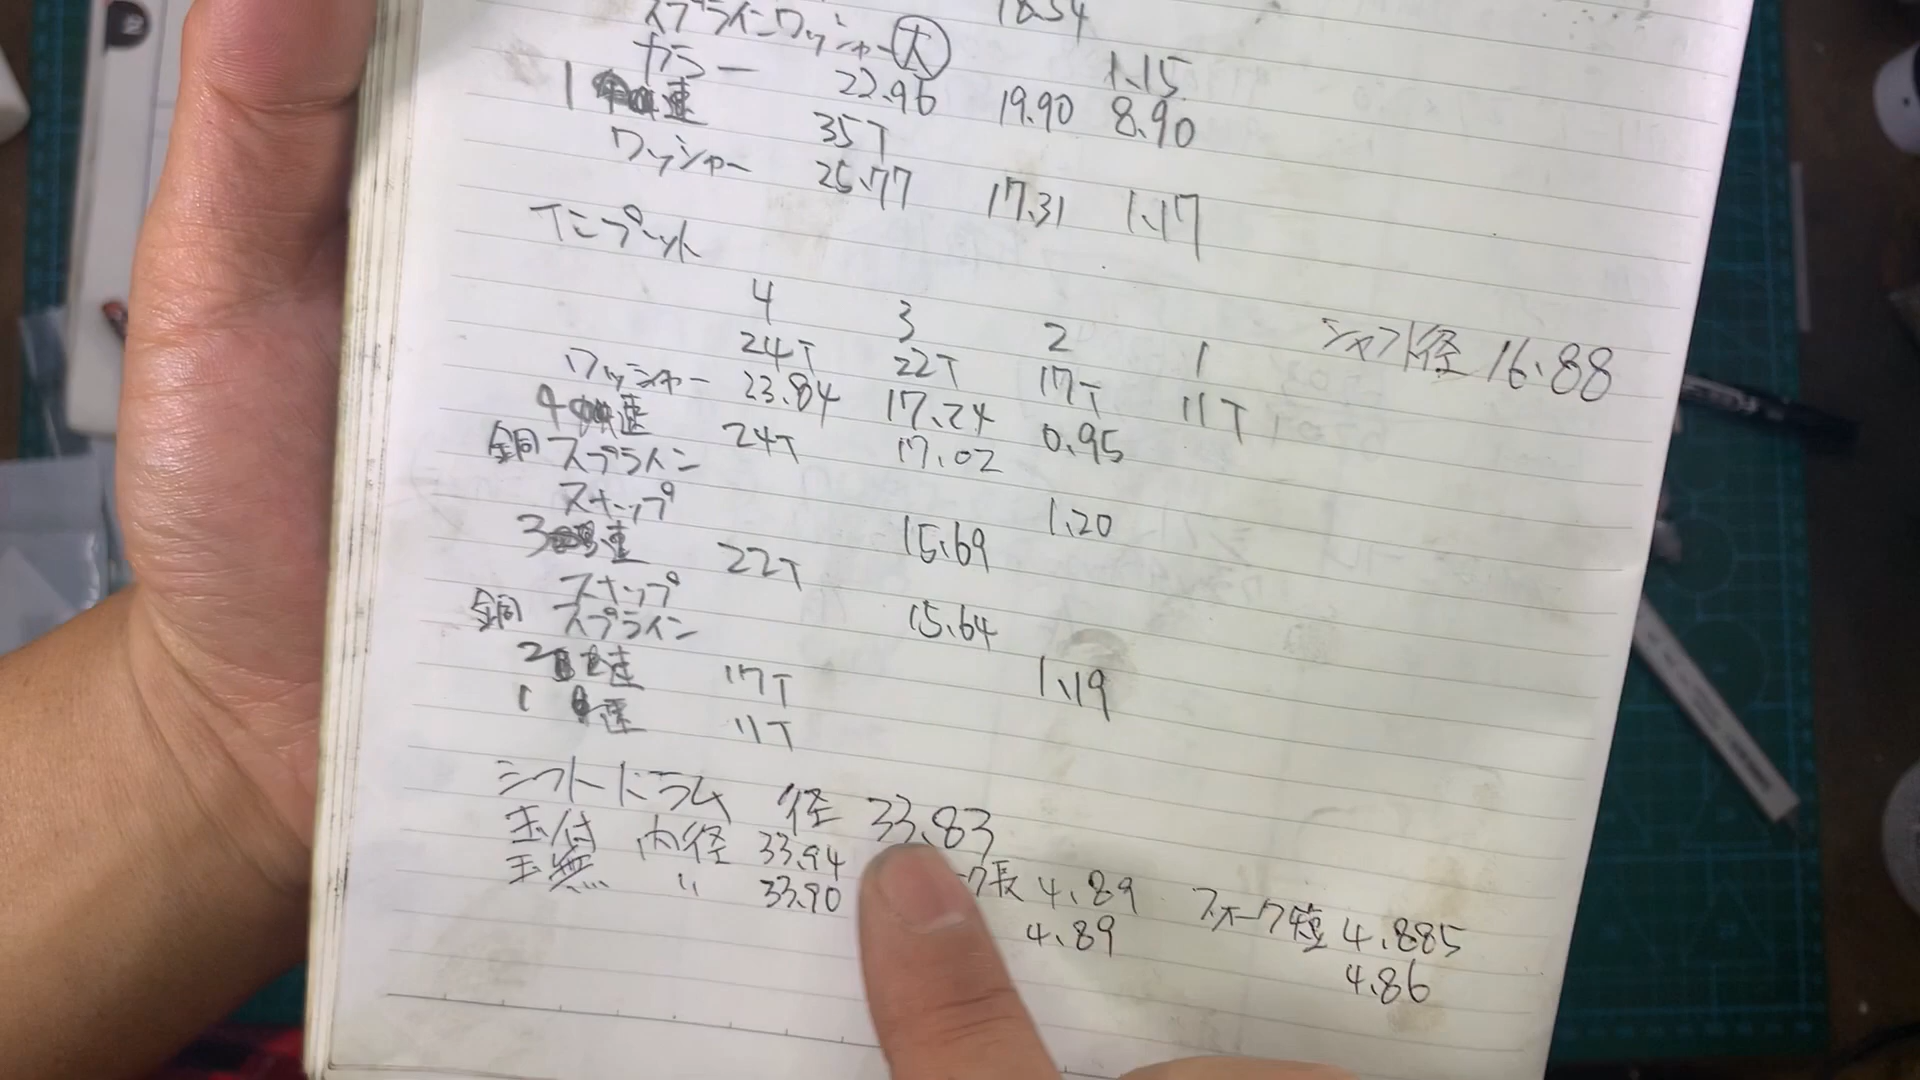 スプラインワッシャー 大 18.54 1.15
カラー 22.96 19.90 8.90
1 速 35T
ワッシャー 25.77 17.31 1.17
インプット
4 3 2 1 シャフト径 16.88
24T 22T 17T 11T
ワッシャー 23.84 17.24 0.95
4 速 24T
銅 スプライン 17.02 1.20
スナップ 15.69
3 速 22T
スナップ 15.64
銅 スプライン 1.19
2 速 17T
1 速 11T
シフトドラム 径 33.83
玉付 内径 33.94 ーク長 4.89 フォーク短 4.885
玉無 〃 33.90 4.89 4.86